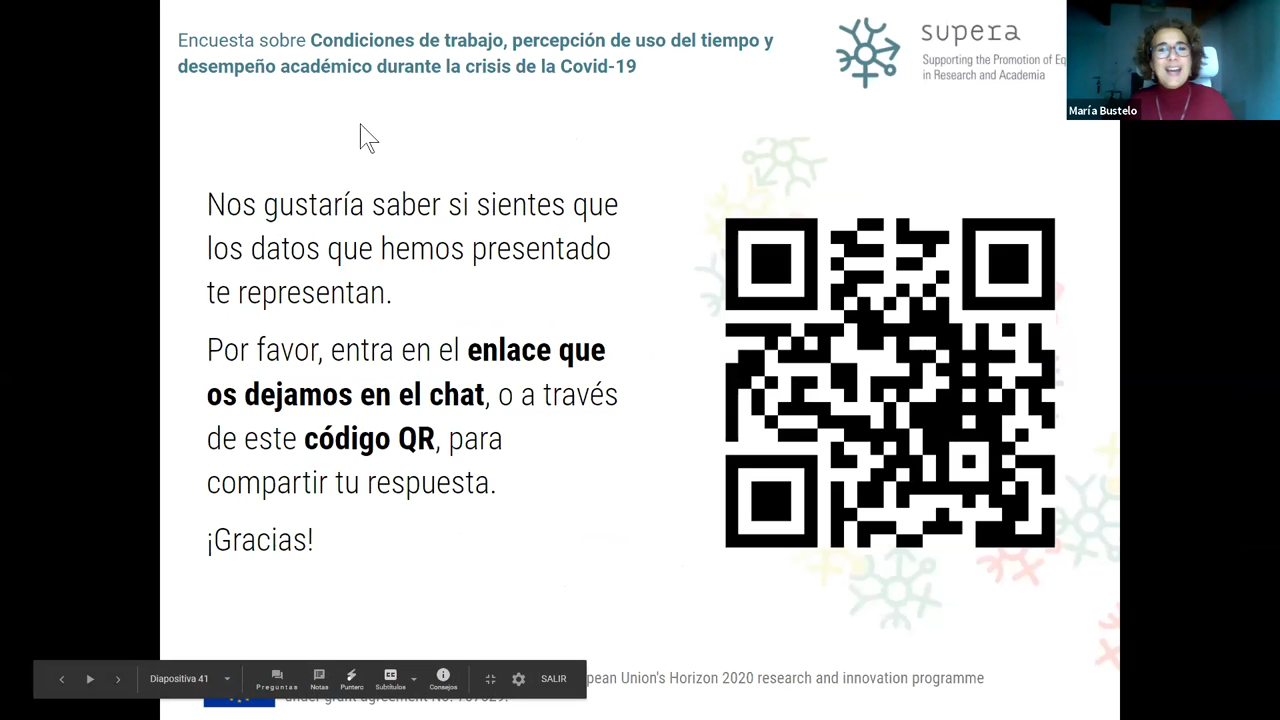 Encuesta sobre Condiciones de trabajo, percepción de uso del tiempo y
desempeño académico durante la crisis de la Covid-19
supera
Supporting the Promotion of
in Research and Academia
María Bustelo
Nos gustaría saber si sientes que
los datos que hemos presentado
te representan.
Por favor, entra en el enlace que
os dejamos en el chat, o a través
de este código QR, para
compartir tu respuesta.
¡Gracias!
Diapositiva 41
Preguntas
Notas
Puntero
Subtítulos
Consejos
SALIR
pean Union's Horizon 2020 research and innovation programme
under grant agreement No.